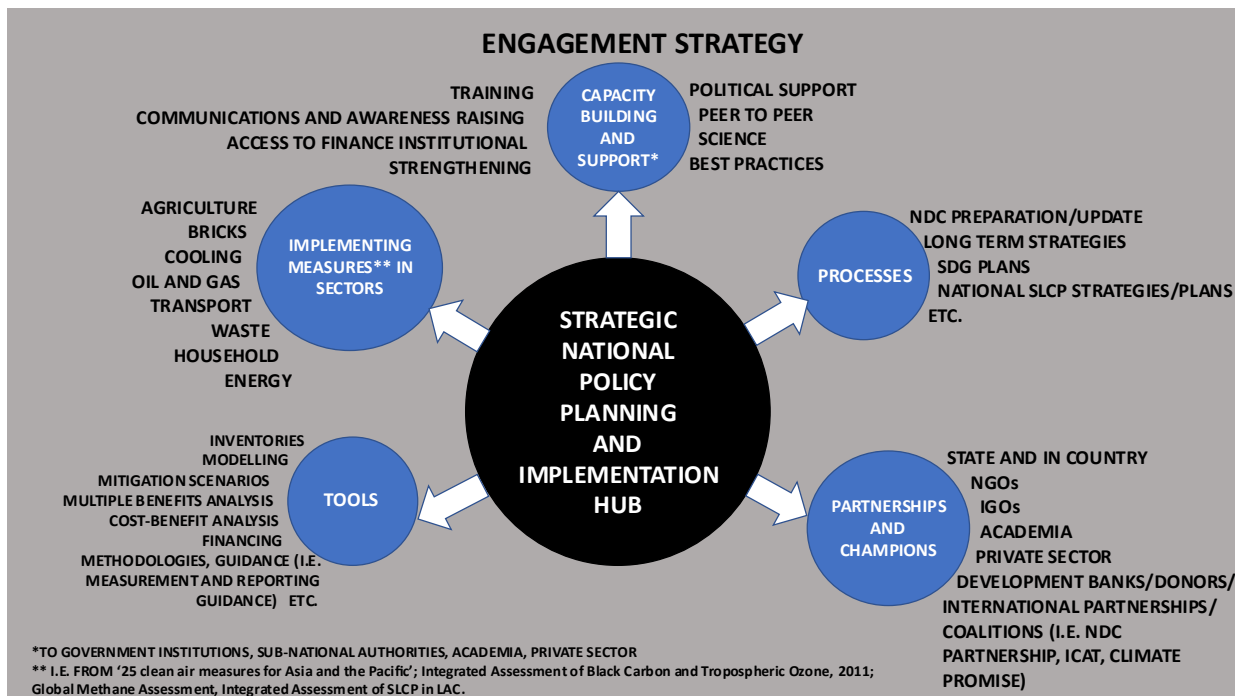 ENGAGEMENT STRATEGY
TRAINING
COMMUNICATIONS AND AWARENESS RAISING
ACCESS TO FINANCE INSTITUTIONAL
STRENGTHENING
CAPACITY
BUILDING
AND
SUPPORT*
POLITICAL SUPPORT
PEER TO PEER
SCIENCE
BEST PRACTICES
AGRICULTURE
BRICKS
COOLING
OIL AND GAS
TRANSPORT
WASTE
HOUSEHOLD
ENERGY
IMPLEMENTING
MEASURES** IN
SECTORS
PROCESSES
NDC PREPARATION/UPDATE
LONG TERM STRATEGIES
SDG PLANS
NATIONAL SLCP STRATEGIES/PLANS
ETC.
STRATEGIC
NATIONAL
POLICY
PLANNING
AND
IMPLEMENTATION
HUB
INVENTORIES
MODELLING
MITIGATION SCENARIOS
MULTIPLE BENEFITS ANALYSIS
COST-BENEFIT ANALYSIS
FINANCING
METHODOLOGIES, GUIDANCE (I.E.
MEASUREMENT AND REPORTING
GUIDANCE) ETC.
TOOLS
PARTNERSHIPS
AND
CHAMPIONS
STATE AND IN COUNTRY
NGOs
IGOs
ACADEMIA
PRIVATE SECTOR
DEVELOPMENT BANKS/DONORS/
INTERNATIONAL PARTNERSHIPS/
COALITIONS (I.E. NDC
PARTNERSHIP, ICAT, CLIMATE
PROMISE)
*TO GOVERNMENT INSTITUTIONS, SUB-NATIONAL AUTHORITIES, ACADEMIA, PRIVATE SECTOR
** I.E. FROM '25 clean air measures for Asia and the Pacific'; Integrated Assessment of Black Carbon and Tropospheric Ozone, 2011;
Global Methane Assessment, Integrated Assessment of SLCP in LAC.